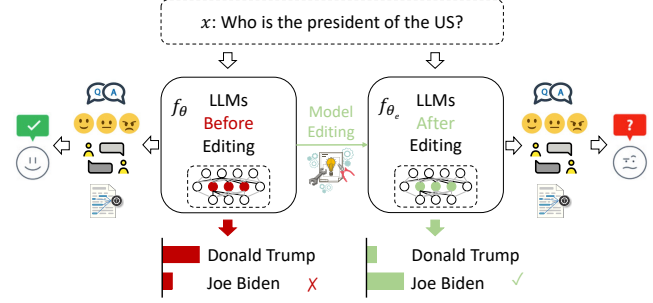 x: Who is the president of the US?
Q A
fθ
LLMs
Before
Editing
Model
Editing
fθe
LLMs
After
Editing
Q A
?
Donald Trump
Joe Biden ✗
Donald Trump
Joe Biden ✓